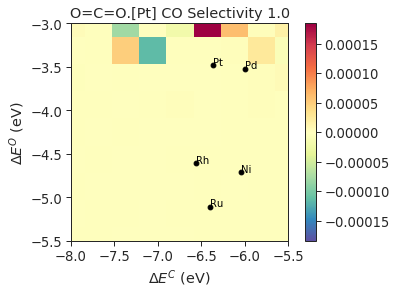 O=C=O.[Pt] CO Selectivity 1.0
−3.0
−3.5
−4.0
−4.5
−5.0
−5.5
ΔE^O (eV)
Pt
Pd
Rh
Ni
Ru
−8.0 −7.5 −7.0 −6.5 −6.0 −5.5
ΔE^C (eV)
0.00015
0.00010
0.00005
0.00000
−0.00005
−0.00010
−0.00015